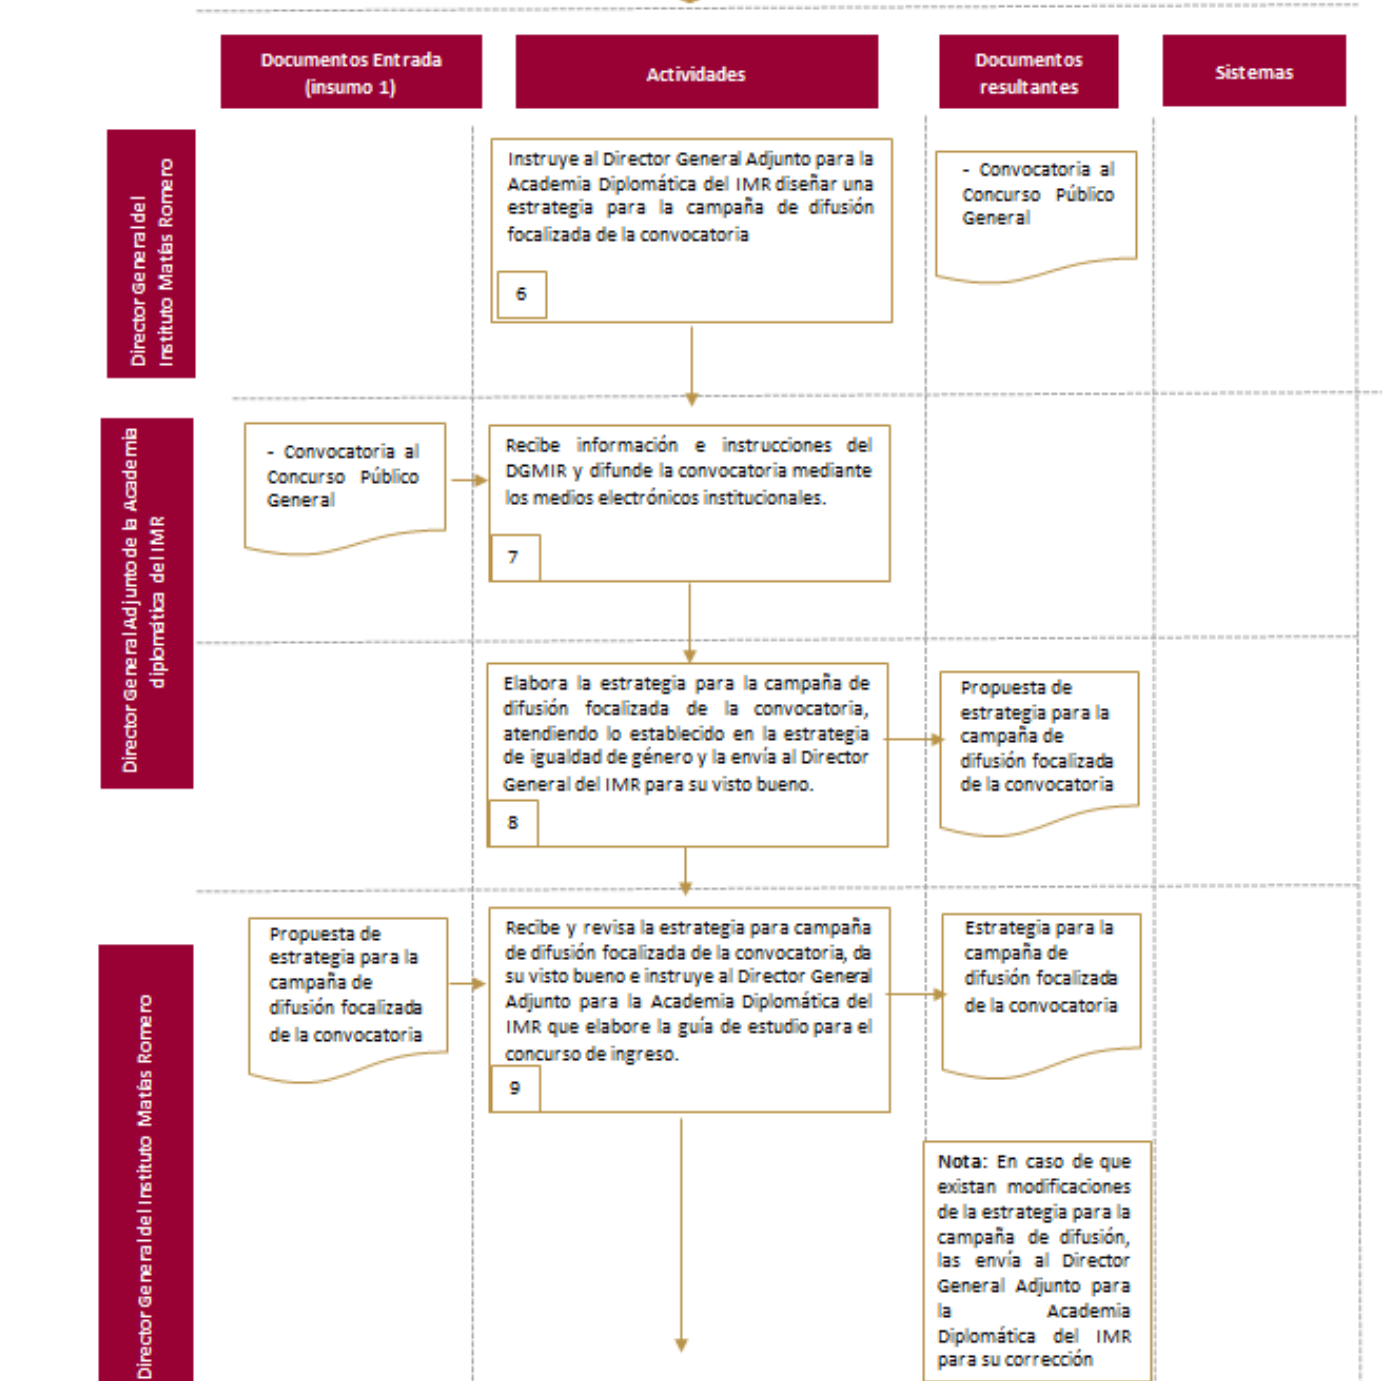 Documentos Entrada
(insumo 1)
Actividades
Documentos
resultantes
Sistemas
Director General del
Instituto Matías Romero
Instruye al Director General Adjunto para la
Academia Diplomática del IMR diseñar una
estrategia para la campaña de difusión
focalizada de la convocatoria
6
- Convocatoria al
Concurso Público
General
Director General Adjunto de la Academia
diplomática del IMR
- Convocatoria al
Concurso Público
General
Recibe información e instrucciones del
DGMIR y difunde la convocatoria mediante
los medios electrónicos institucionales.
7
Elabora la estrategia para la campaña de
difusión focalizada de la convocatoria,
atendiendo lo establecido en la estrategia
de igualdad de género y la envía al Director
General del IMR para su visto bueno.
8
Propuesta de
estrategia para la
campaña de
difusión focalizada
de la convocatoria
Director General del Instituto Matías Romero
Propuesta de
estrategia para la
campaña de
difusión focalizada
de la convocatoria
Recibe y revisa la estrategia para campaña
de difusión focalizada de la convocatoria, da
su visto bueno e instruye al Director General
Adjunto para la Academia Diplomática del
IMR que elabore la guía de estudio para el
concurso de ingreso.
9
Estrategia para la
campaña de
difusión focalizada
de la convocatoria
Nota: En caso de que
existan modificaciones
de la estrategia para la
campaña de difusión,
las envía al Director
General Adjunto para
la Academia
Diplomática del IMR
para su corrección